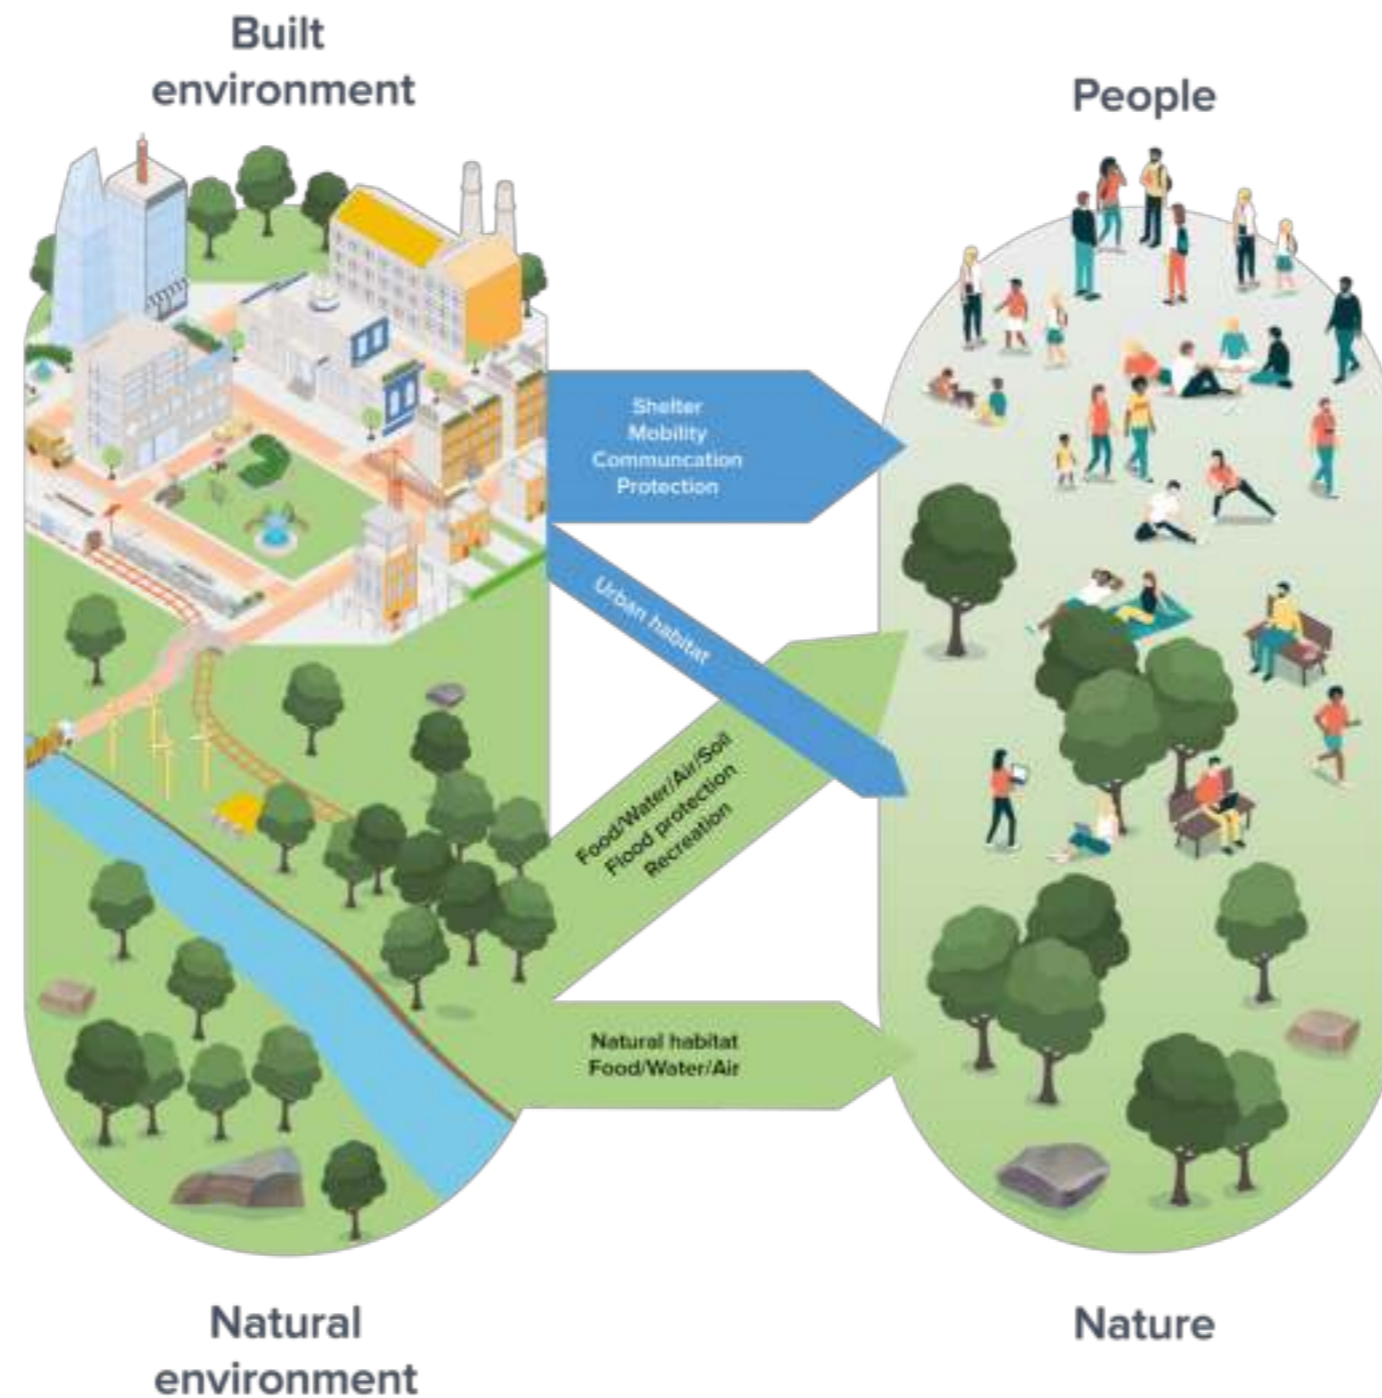 Built
environment
People
Shelter
Mobility
Communcation
Protection
Urban habitat
Food/Water/Air/Soil
Flood protection
Recreation
Natural habitat
Food/Water/Air
Natural
environment
Nature